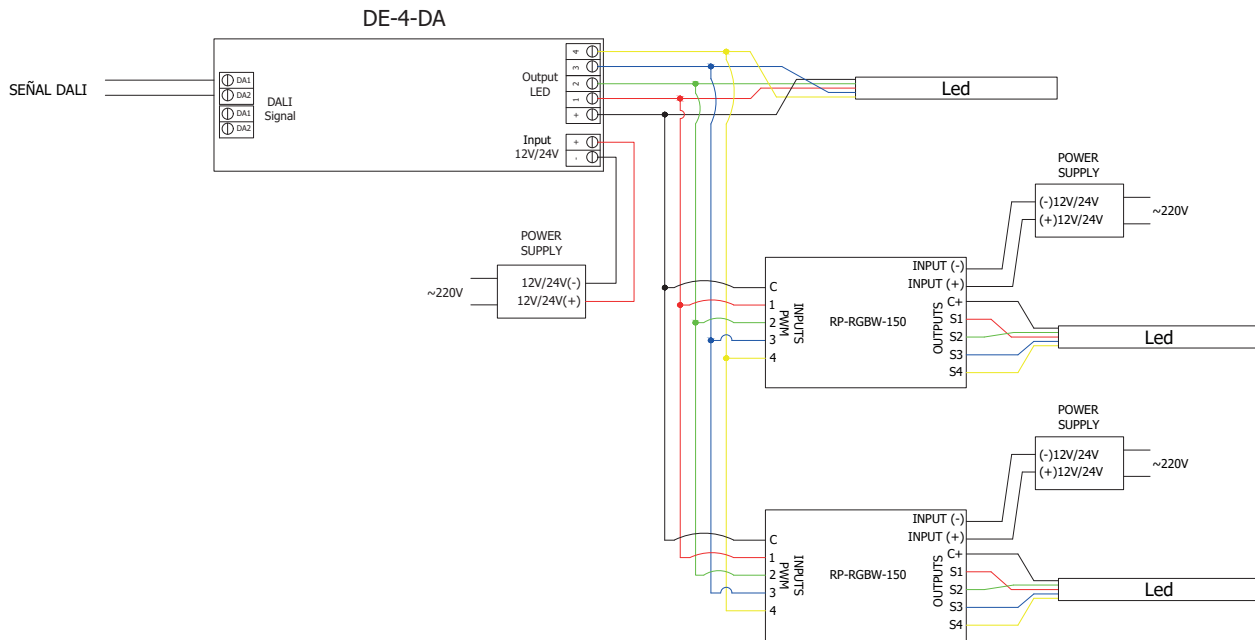 DE-4-DA
SEÑAL DALI
DA1
DA2
DA1
DA2
DALI
Signal
Output
LED
4
3
2
1
+
Input
12V/24V
+
-
Led
POWER
SUPPLY
~220V
12V/24V(-)
12V/24V(+)
POWER
SUPPLY
(-)12V/24V
(+)12V/24V
~220V
C
1
2
3
4
INPUTS
PWM
RP-RGBW-150
INPUT (-)
INPUT (+)
OUTPUTS
C+
S1
S2
S3
S4
Led
POWER
SUPPLY
(-)12V/24V
(+)12V/24V
~220V
C
1
2
3
4
INPUTS
PWM
RP-RGBW-150
INPUT (-)
INPUT (+)
OUTPUTS
C+
S1
S2
S3
S4
Led